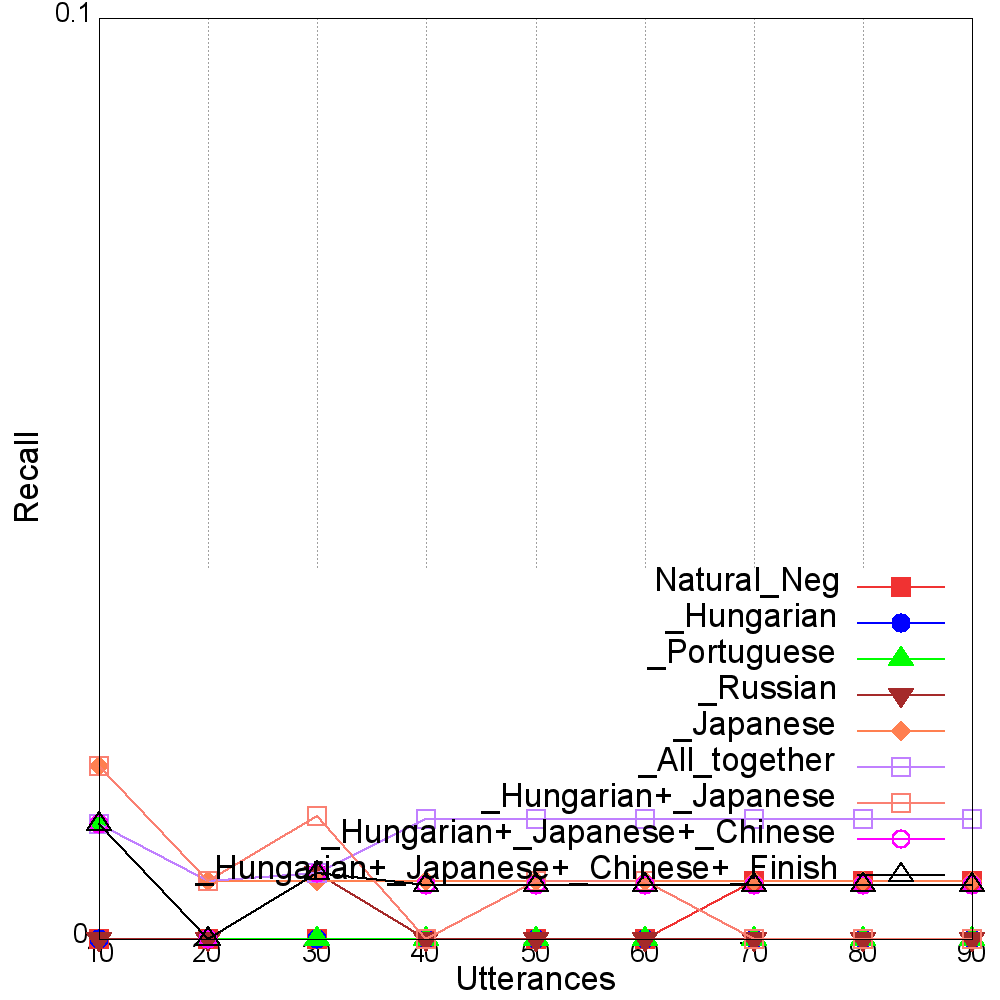 0.1
Recall
Natural_Neg
_Hungarian
_Portuguese
_Russian
_Japanese
_All_together
_Hungarian+_Japanese
_Hungarian+_Japanese+_Chinese
_Hungarian+_Japanese+_Chinese+_Finish
0
10 20 30 40 50 60 70 80 90
Utterances